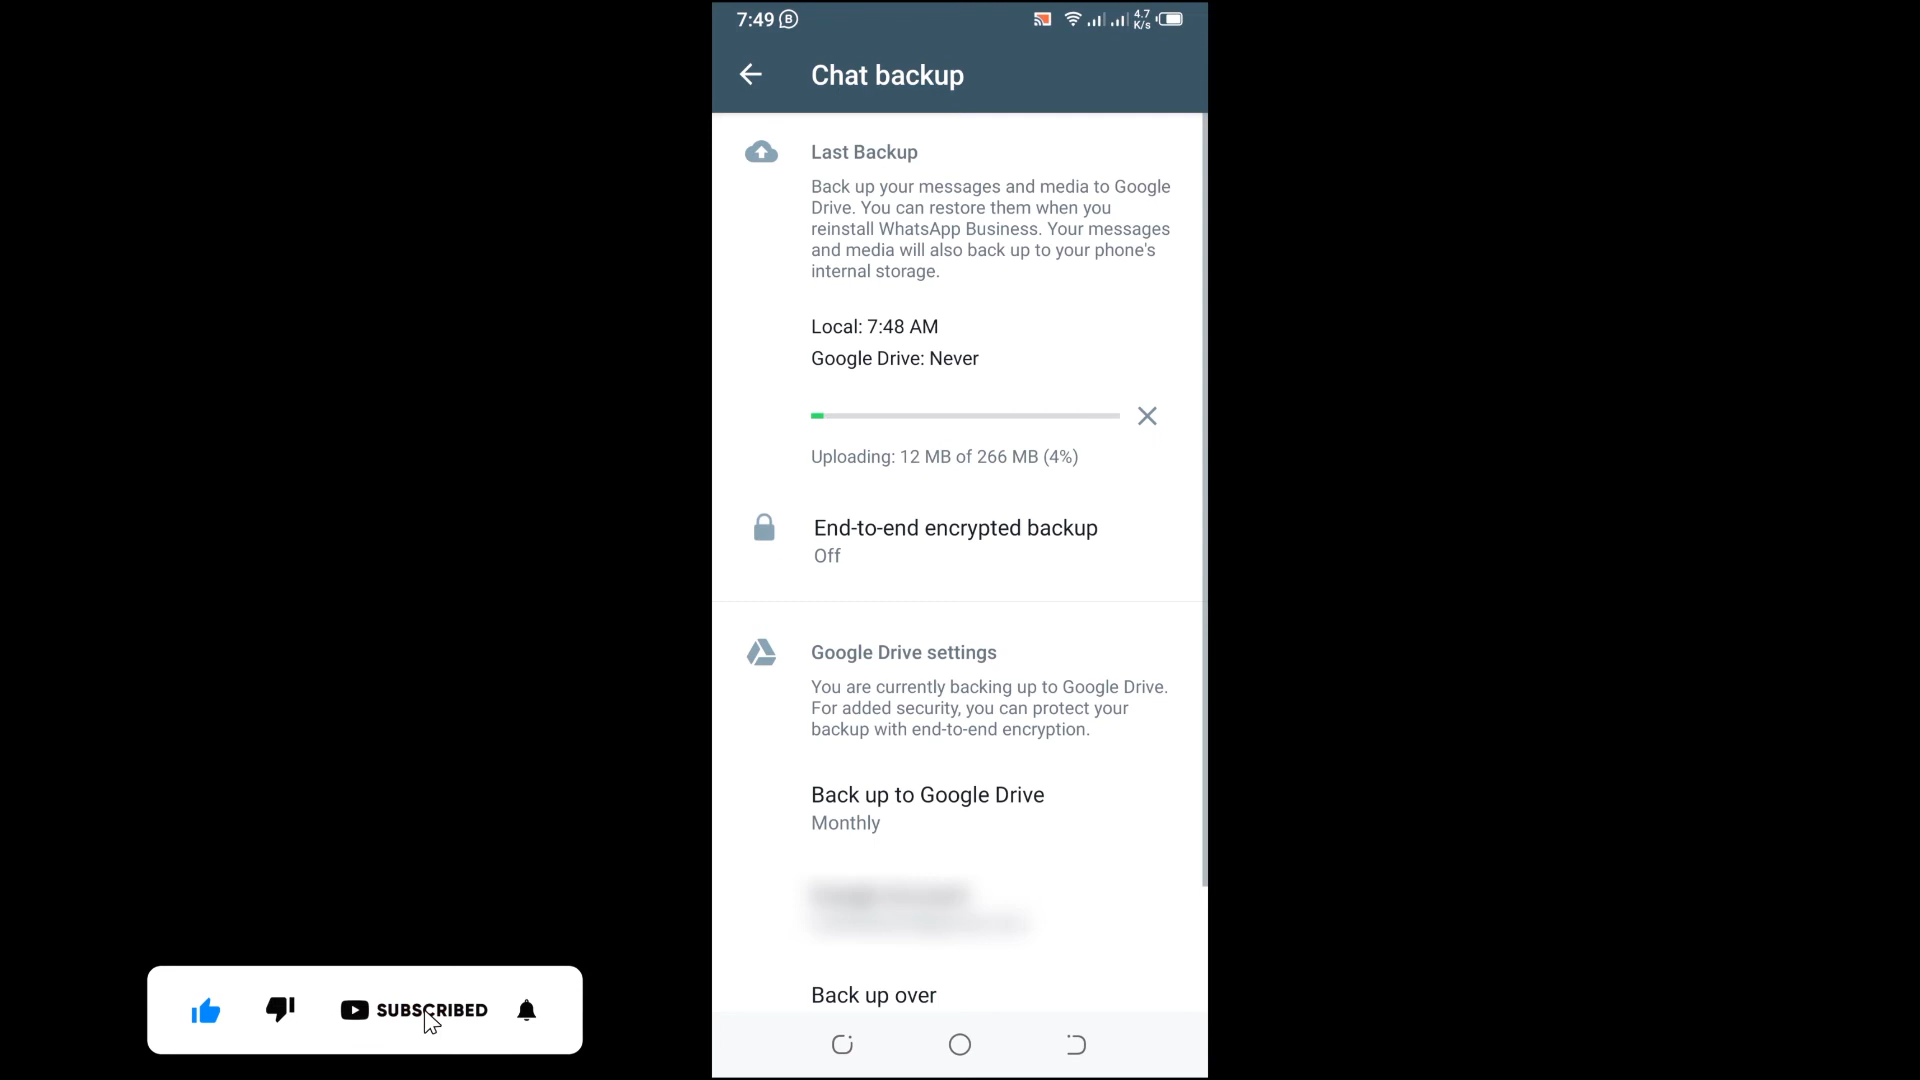 7:49
4.7
K/s
Chat backup
Last Backup
Back up your messages and media to Google
Drive. You can restore them when you
reinstall WhatsApp Business. Your messages
and media will also back up to your phone's
internal storage.
Local: 7:48 AM
Google Drive: Never
Uploading: 12 MB of 266 MB (4%)
End-to-end encrypted backup
Off
Google Drive settings
You are currently backing up to Google Drive.
For added security, you can protect your
backup with end-to-end encryption.
Back up to Google Drive
Monthly
Back up over
SUBSCRIBED